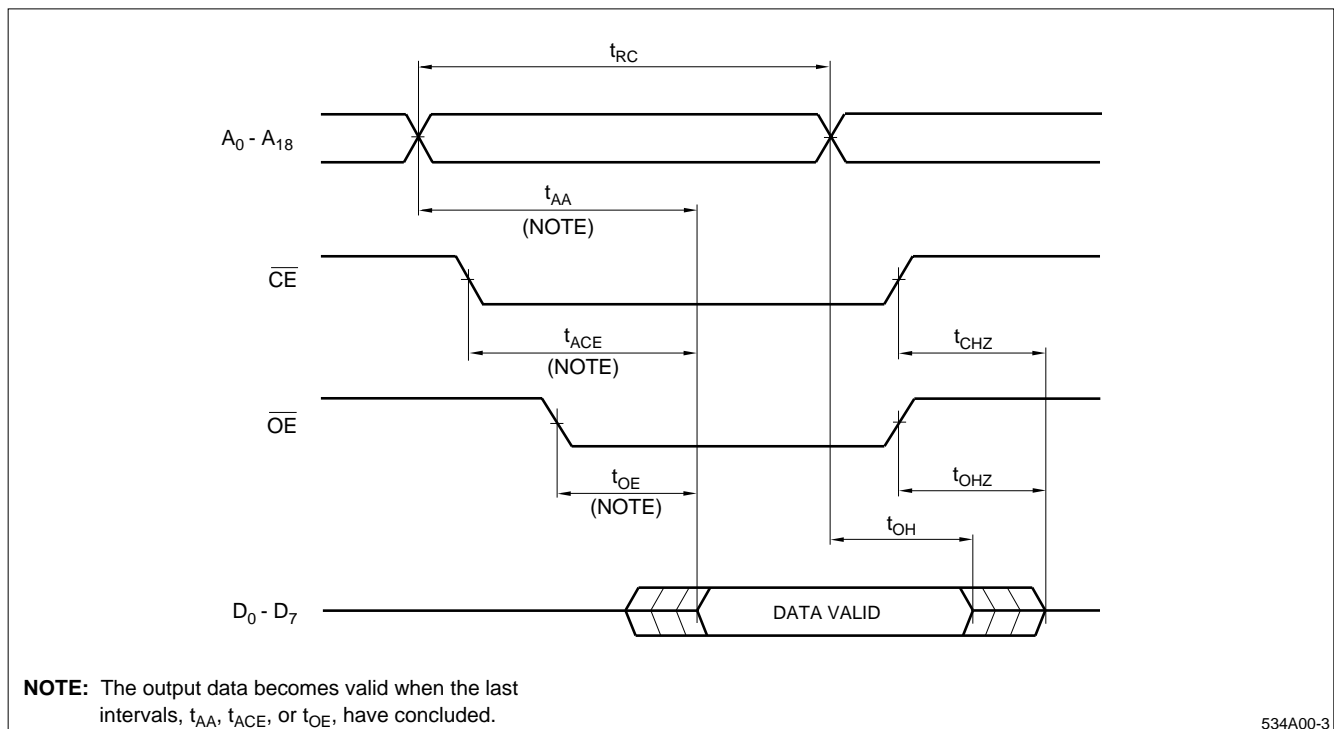 t_RC
A_0 - A_18
t_AA
(NOTE)
CE
t_ACE
(NOTE)
t_CHZ
OE
t_OE
(NOTE)
t_OHZ
t_OH
D_0 - D_7
DATA VALID
NOTE: The output data becomes valid when the last
intervals, t_AA, t_ACE, or t_OE, have concluded.
534A00-3